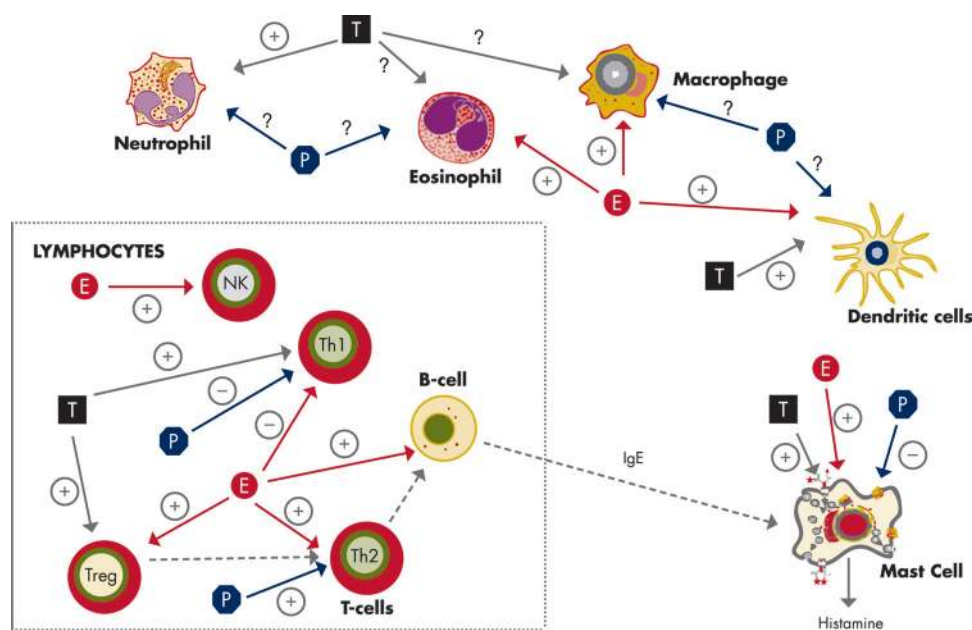 T
+
?
?
Macrophage
Neutrophil
?
?
P
?
P
?
Eosinophil
+
+
E
+
T
+
Dendritic cells
LYMPHOCYTES
E
+
NK
+
Th1
T
−
P
−
B-cell
+
+
E
+
+
Treg
Th2
P
+
T-cells
IgE
E
T
P
+
+
−
Mast Cell
Histamine